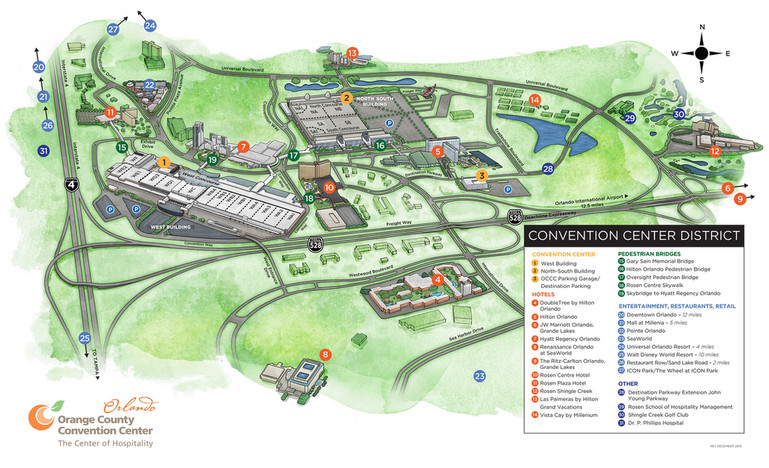 27
24
20
21
26
31
22
11
13
2
14
29
30
12
6
9
28
5
3
16
17
7
19
15
1
10
18
4
8
23
25
N
W
E
S
Interstate 4
Interstate 4
4
Universal Boulevard
Universal Boulevard
NORTH SOUTH
BUILDING
North Concourse
South Concourse
P
P
P
P
Exhibit
Drive
West Concourse
WEST BUILDING
Orlando International Airport
12.5 miles
Beachline Expressway
528
528
Freight Way
Westwood Boulevard
Sea Harbor Drive
TO TAMPA
CONVENTION CENTER DISTRICT
CONVENTION CENTER
1 West Building
2 North-South Building
3 OCCC Parking Garage/
Destination Parking
HOTELS
4 DoubleTree by Hilton
Orlando
5 Hilton Orlando
6 JW Marriott Orlando,
Grande Lakes
7 Hyatt Regency Orlando
8 Renaissance Orlando
at SeaWorld
9 The Ritz-Carlton Orlando,
Grande Lakes
10 Rosen Centre Hotel
11 Rosen Plaza Hotel
12 Rosen Shingle Creek
13 Las Palmeras by Hilton
Grand Vacations
14 Vista Cay by Millenium
PEDESTRIAN BRIDGES
15 Gary Sain Memorial Bridge
16 Hilton Orlando Pedestrian Bridge
17 Oversight Pedestrian Bridge
18 Rosen Centre Skywalk
19 Skybridge to Hyatt Regency Orlando
ENTERTAINMENT, RESTAURANTS, RETAIL
20 Downtown Orlando – 12 miles
21 Mall at Millenia – 5 miles
22 Pointe Orlando
23 SeaWorld
24 Universal Orlando Resort – 4 miles
25 Walt Disney World Resort – 10 miles
26 Restaurant Row/Sand Lake Road – 2 miles
27 ICON Park/The Wheel at ICON Park
OTHER
28 Destination Parkway Extension John
Young Parkway
29 Rosen School of Hospitality Management
30 Shingle Creek Golf Club
31 Dr. P. Phillips Hospital
Orlando
Orange County
Convention Center
The Center of Hospitality